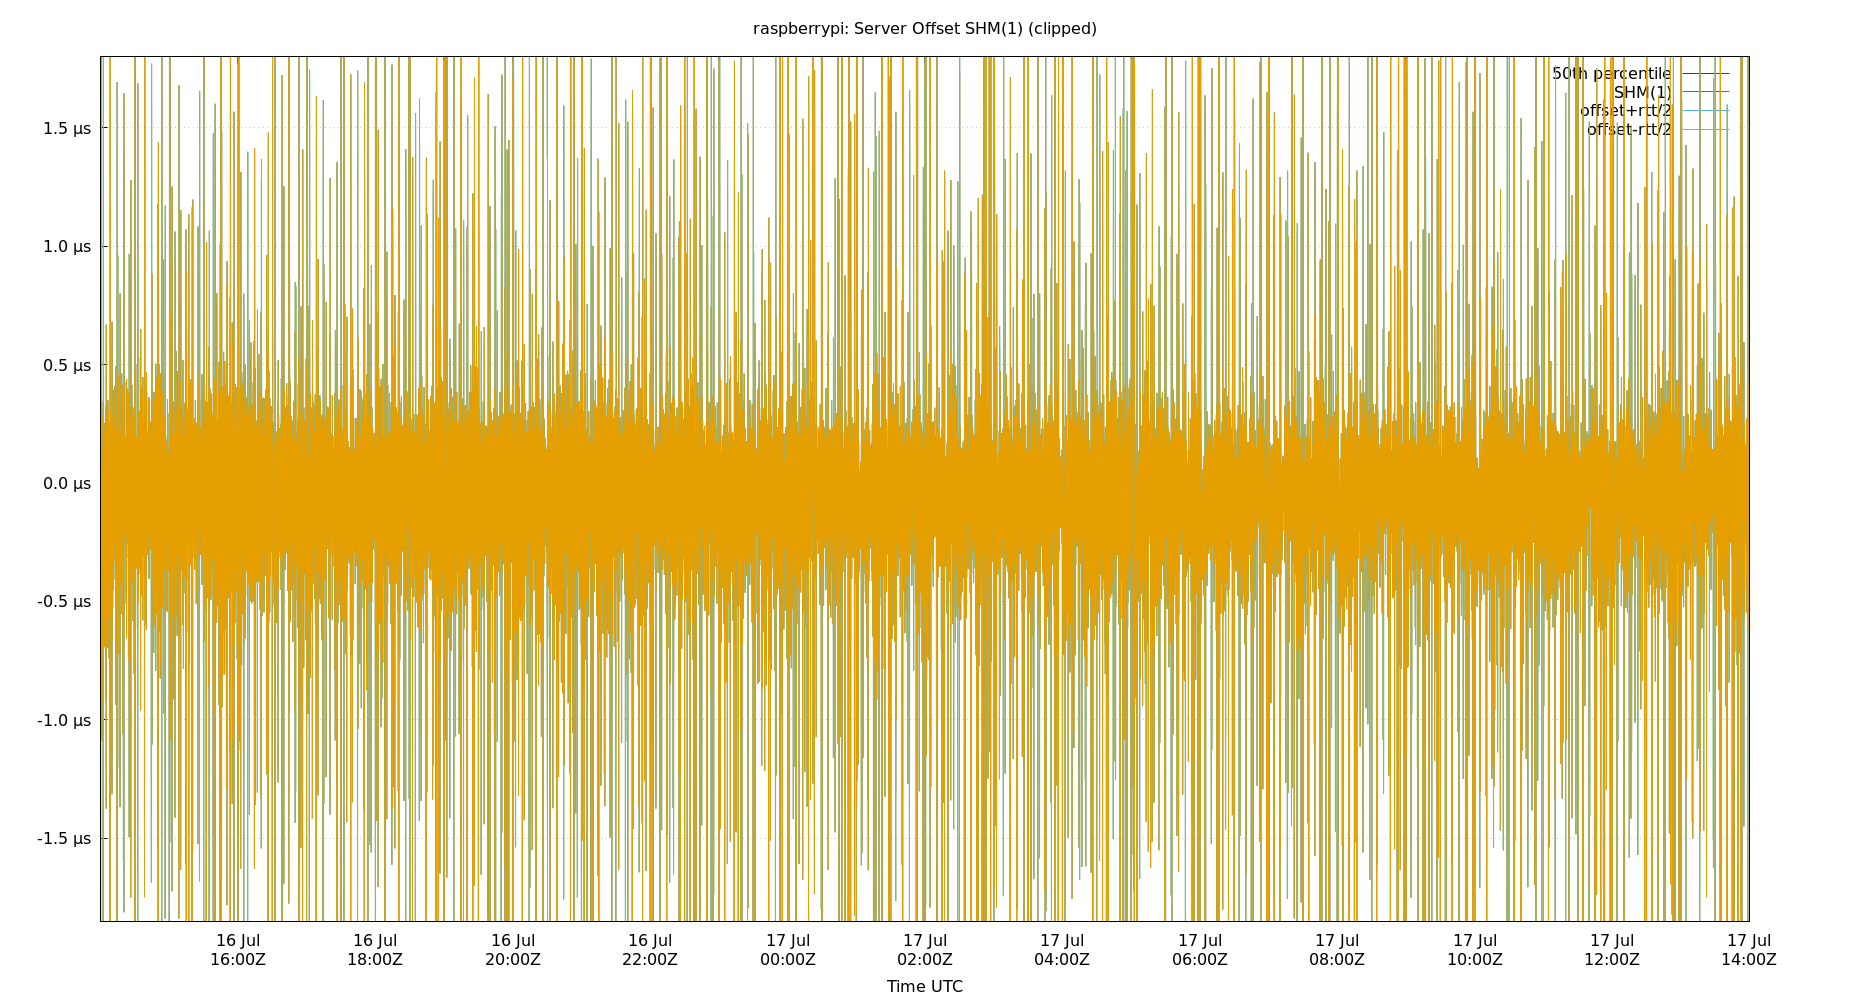 raspberrypi: Server Offset SHM(1) (clipped)
50th percentile
SHM(1)
offset+rtt/2
offset-rtt/2
1.5 µs
1.0 µs
0.5 µs
0.0 µs
-0.5 µs
-1.0 µs
-1.5 µs
16 Jul 16 Jul 16 Jul 16 Jul 17 Jul 17 Jul 17 Jul 17 Jul 17 Jul 17 Jul 17 Jul 17 Jul
16:00Z 18:00Z 20:00Z 22:00Z 00:00Z 02:00Z 04:00Z 06:00Z 08:00Z 10:00Z 12:00Z 14:00Z
Time UTC